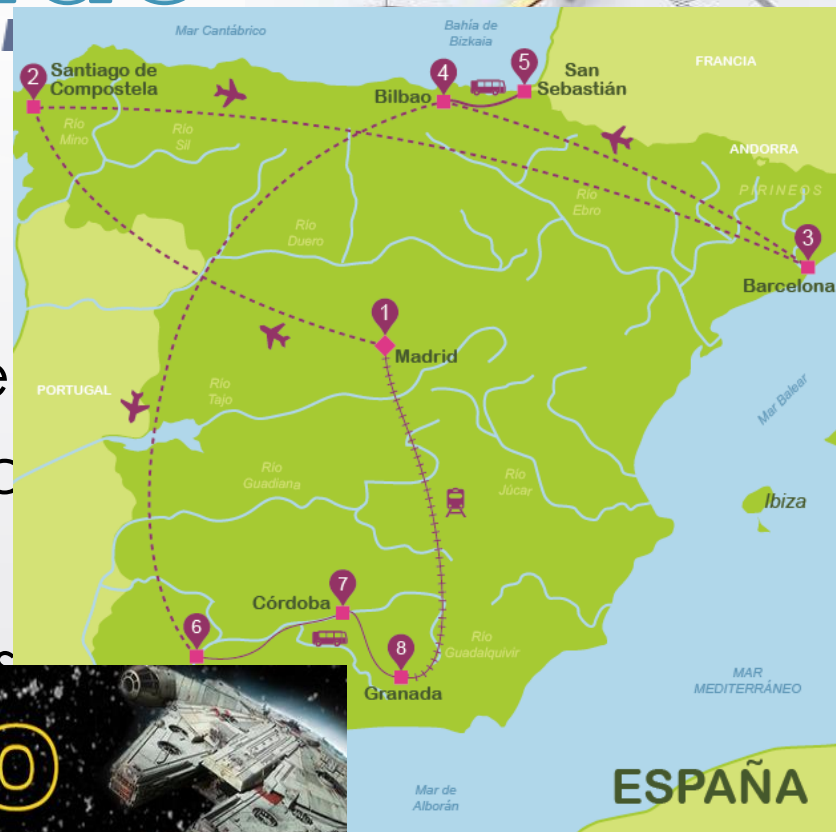 Mar Cantábrico
Bahía de
Bizkaia
FRANCIA
2
Santiago de
Compostela
4
Bilbao
5
San
Sebastián
Río
Mino
Río
Sil
ANDORRA
PIRINEOS
Río
Ebro
Río
Duero
3
Barcelona
1
Madrid
PORTUGAL
Río
Tajo
Mar Balear
Río
Guadiana
Río
Júcar
Ibiza
7
Córdoba
6
8
Granada
Río
Guadalquivir
MAR
MEDITERRÁNEO
Mar de
Alborán
ESPAÑA